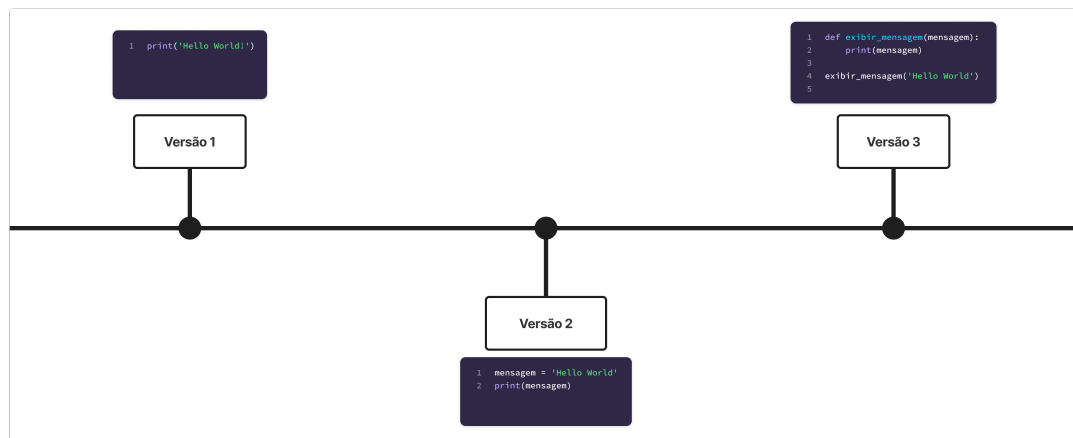 1 print('Hello World!')
Versão 1
1 mensagem = 'Hello World'
2 print(mensagem)
Versão 2
1 def exibir_mensagem(mensagem):
2 print(mensagem)
3
4 exibir_mensagem('Hello World')
5
Versão 3